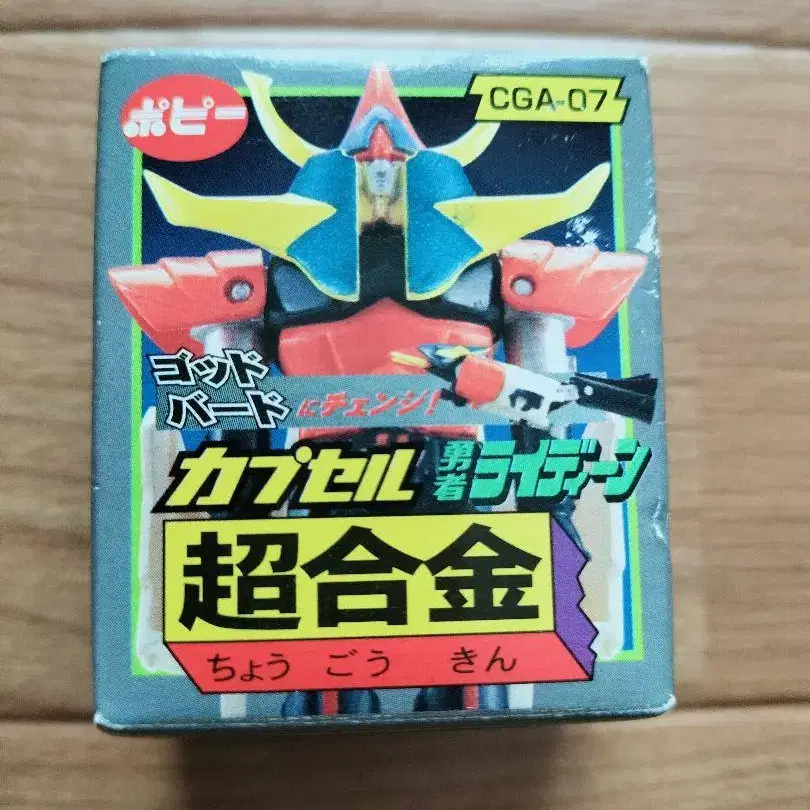 ポピー
CGA-07
ゴッド
バード
にチェンジ!
カプセル
勇者
ライディーン
超合金
ちょう ごう きん